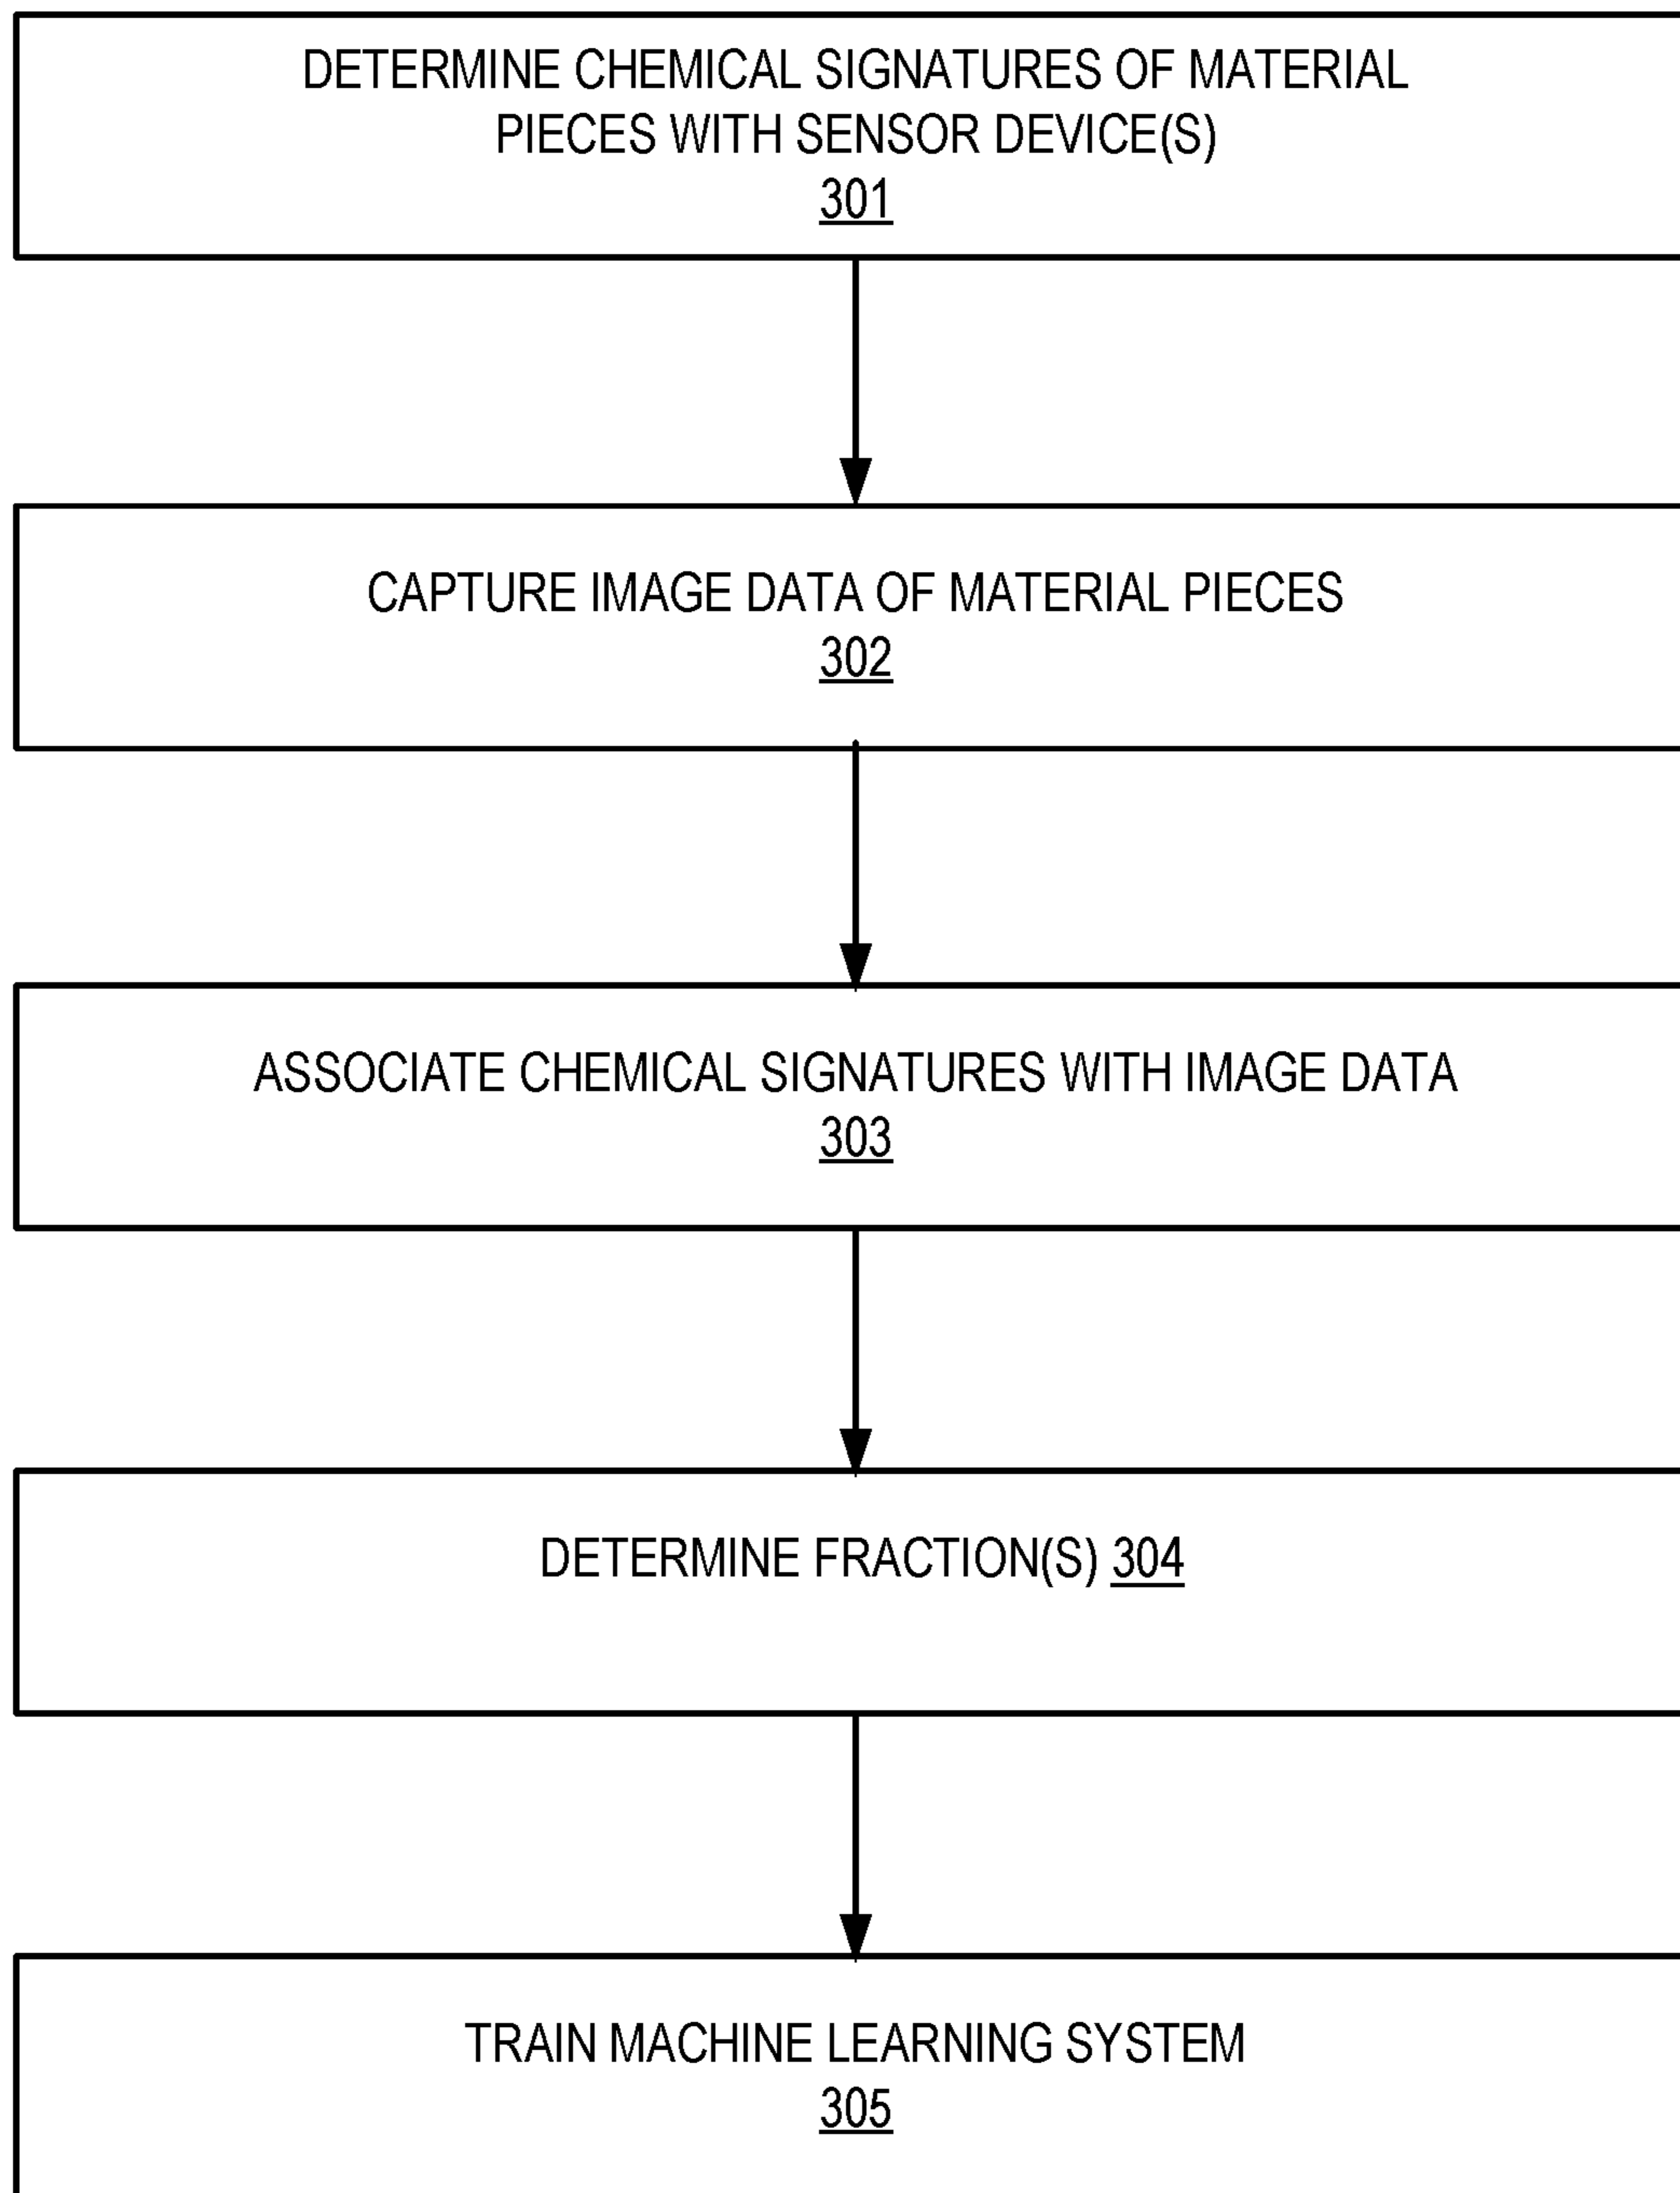 DETERMINE CHEMICAL SIGNATURES OF MATERIAL
PIECES WITH SENSOR DEVICE(S)
301
CAPTURE IMAGE DATA OF MATERIAL PIECES
302
ASSOCIATE CHEMICAL SIGNATURES WITH IMAGE DATA
303
DETERMINE FRACTION(S) 304
TRAIN MACHINE LEARNING SYSTEM
305